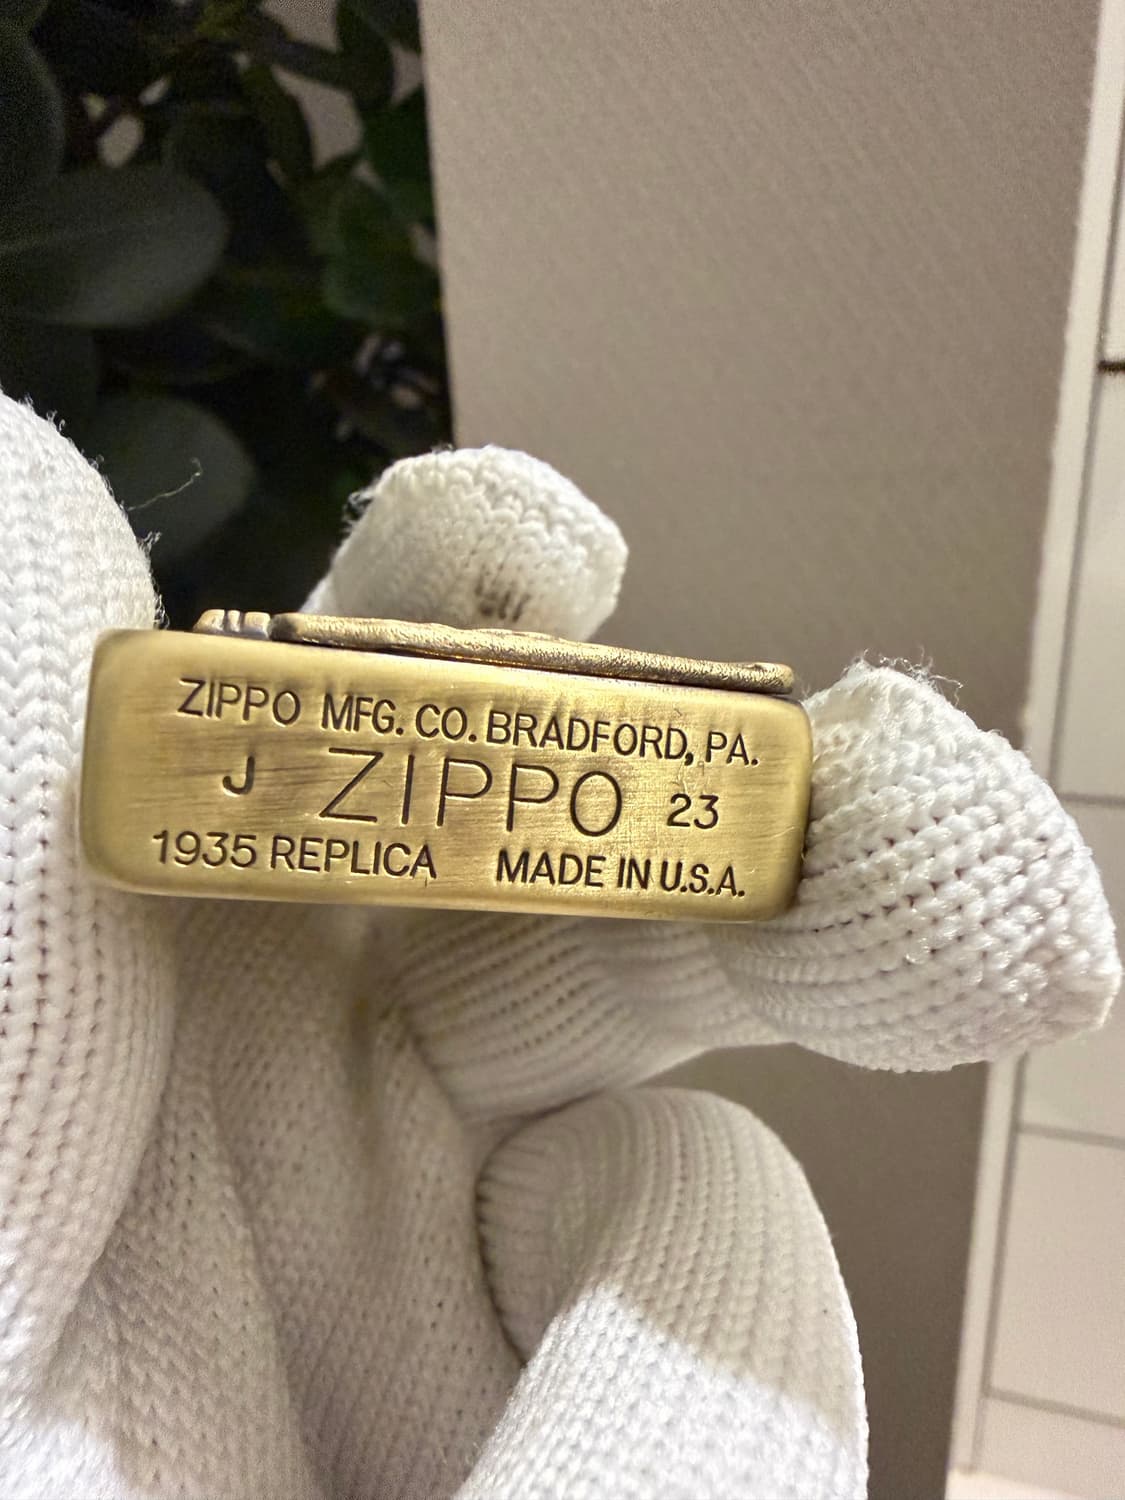 ZIPPO MFG. CO. BRADFORD, PA.
J ZIPPO 23
1935 REPLICA MADE IN U.S.A.